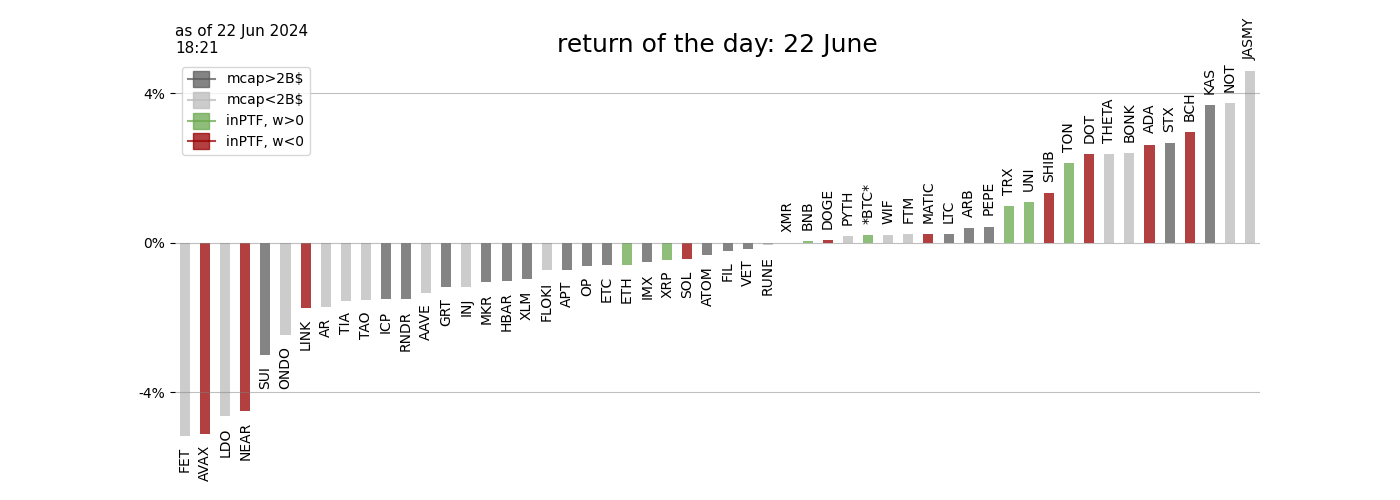 as of 22 Jun 2024
18:21
return of the day: 22 June
mcap>2B$
mcap<2B$
inPTF, w>0
inPTF, w<0
4%
0%
-4%
FET
AVAX
LDO
NEAR
SUI
ONDO
LINK
AR
TIA
TAO
ICP
RNDR
AAVE
GRT
INJ
MKR
HBAR
XLM
FLOKI
APT
OP
ETC
ETH
IMX
XRP
SOL
ATOM
FIL
VET
RUNE
XMR
BNB
DOGE
PYTH
*BTC*
WIF
FTM
MATIC
LTC
ARB
PEPE
TRX
UNI
SHIB
TON
DOT
THETA
BONK
ADA
STX
BCH
KAS
NOT
JASMY